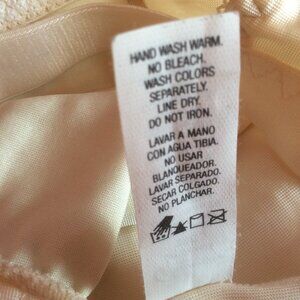 HAND WASH WARM.
NO BLEACH.
WASH COLORS
SEPARATELY.
LINE DRY.
DO NOT IRON.
LAVAR A MANO
CON AGUA TIBIA.
NO USAR
BLANQUEADOR.
LAVAR SEPARADO.
SECAR COLGADO.
NO PLANCHAR.